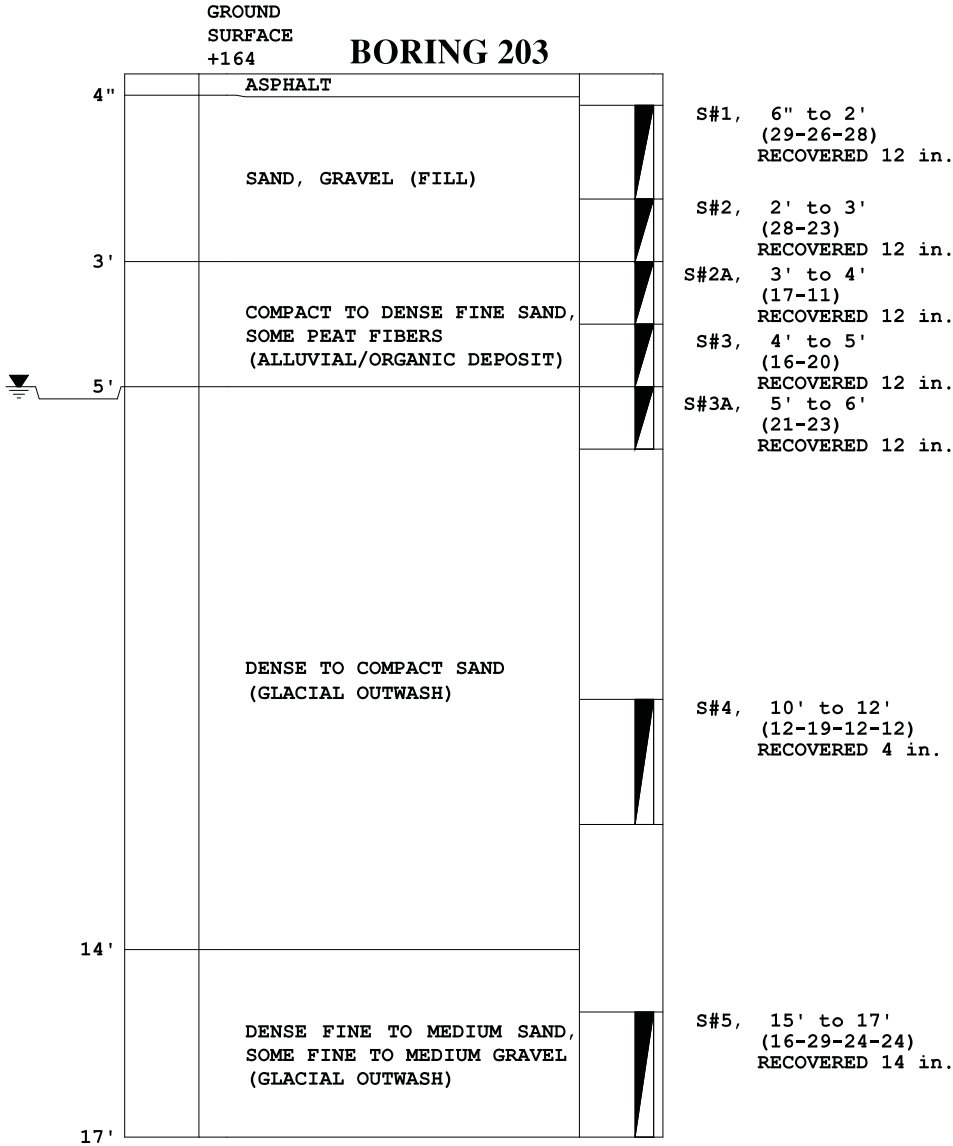 GROUND
SURFACE
+164
BORING 203
ASPHALT
4"
S#1, 6" to 2'
(29-26-28)
RECOVERED 12 in.
SAND, GRAVEL (FILL)
S#2, 2' to 3'
(28-23)
RECOVERED 12 in.
3'
S#2A, 3' to 4'
(17-11)
RECOVERED 12 in.
COMPACT TO DENSE FINE SAND,
SOME PEAT FIBERS
(ALLUVIAL/ORGANIC DEPOSIT)
S#3, 4' to 5'
(16-20)
RECOVERED 12 in.
5'
S#3A, 5' to 6'
(21-23)
RECOVERED 12 in.
DENSE TO COMPACT SAND
(GLACIAL OUTWASH)
S#4, 10' to 12'
(12-19-12-12)
RECOVERED 4 in.
14'
DENSE FINE TO MEDIUM SAND,
SOME FINE TO MEDIUM GRAVEL
(GLACIAL OUTWASH)
S#5, 15' to 17'
(16-29-24-24)
RECOVERED 14 in.
17'